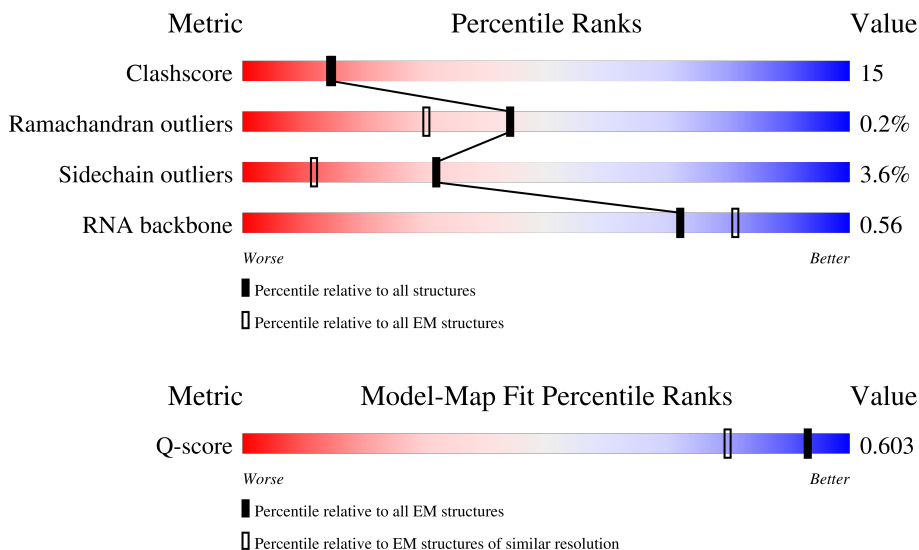 Metric Percentile Ranks Value
Clashscore 15
Ramachandran outliers 0.2%
Sidechain outliers 3.6%
RNA backbone 0.56
Worse Better
Percentile relative to all structures
Percentile relative to all EM structures
Metric Model-Map Fit Percentile Ranks Value
Q-score 0.603
Worse Better
Percentile relative to all EM structures
Percentile relative to EM structures of similar resolution